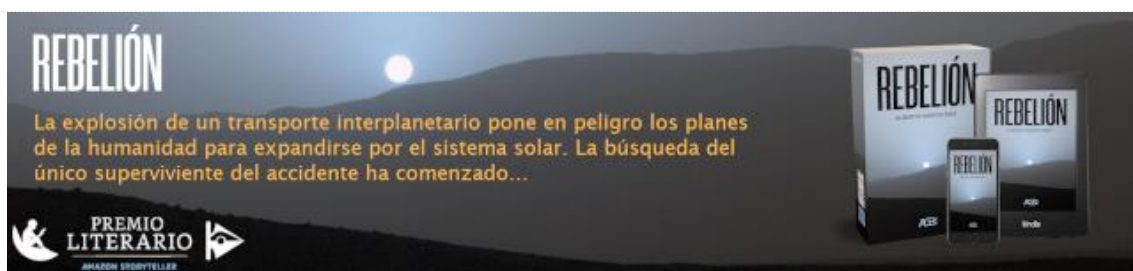 REBELIÓN
La explosión de un transporte interplanetario pone en peligro los planes
de la humanidad para expandirse por el sistema solar. La búsqueda del
único superviviente del accidente ha comenzado...
PREMIO
LITERARIO
AMAZON STORYTELLER
REBELIÓN
REBELIÓN
REBELIÓN
kindle